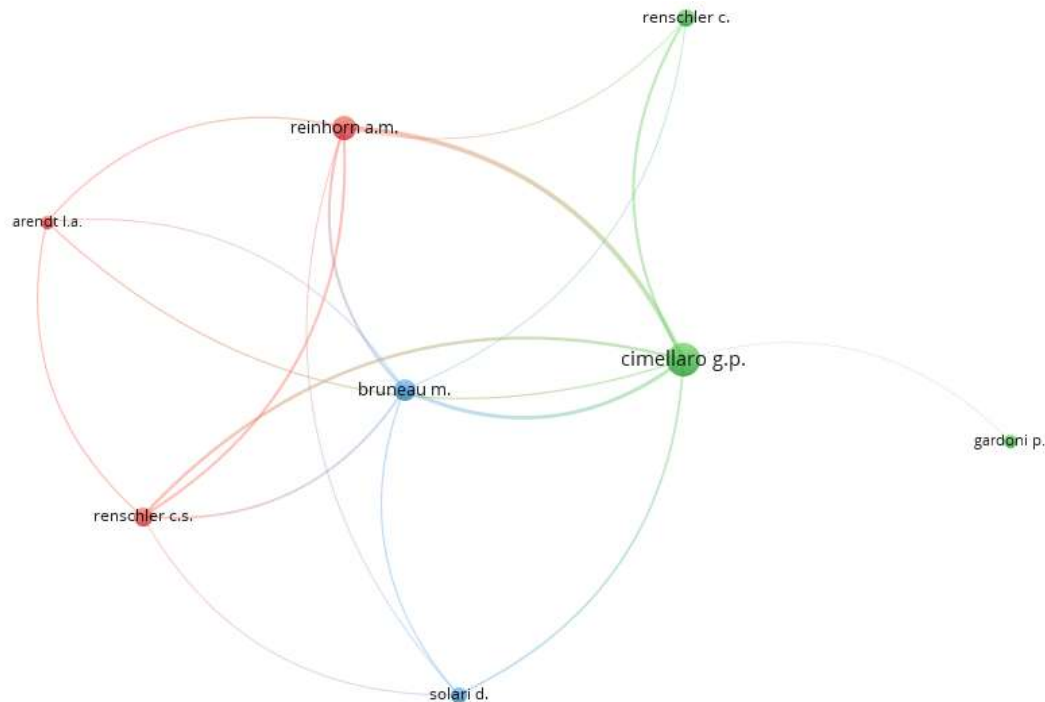 renschler c.
reinhorn a.m.
arendt l.a.
cimellaro g.p.
bruneau m.
gardoni p.
renschler c.s.
solari d.